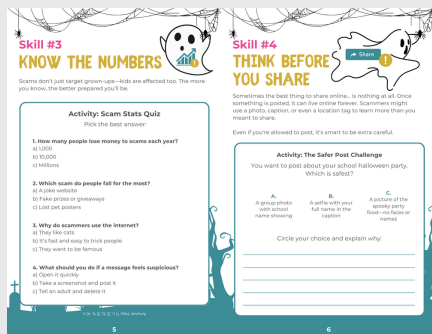 Skill #3
KNOW THE NUMBERS
Scams don't just target grown-ups—kids are affected too. The more
you know, the better prepared you'll be.
Activity: Scam Stats Quiz
Pick the best answer:
1. How many people lose money to scams each year?
a) 1,000
b) 10,000
c) Millions
2. Which scam do people fall for the most?
a) A joke website
b) Fake prizes or giveaways
c) Lost pet posters
3. Why do scammers use the internet?
a) They like cats
b) It's fast and easy to trick people
c) They want to be famous
4. What should you do if a message feels suspicious?
a) Open it quickly
b) Take a screenshot and post it
c) Tell an adult and delete it
5
Skill #4
THINK BEFORE
YOU SHARE
Share
Sometimes the best thing to share online... is nothing at all. Once
something is posted, it can live online forever. Scammers might
use a photo, caption, or even a location tag to learn more than you
meant to share.
Even if you're allowed to post, it's smart to be extra careful.
Activity: The Safer Post Challenge
You want to post about your school halloween party.
Which is safest?
A.
A group photo
with school
name showing
B.
A selfie with your
full name in the
caption
C.
A picture of the
spooky party
food—no faces or
names
Circle your choice and explain why:
6